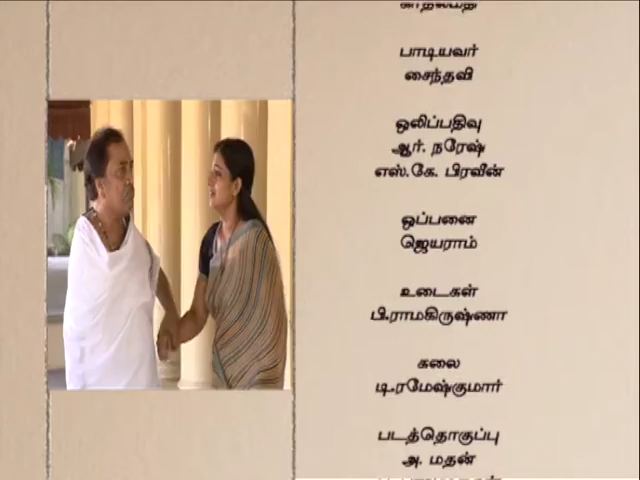 பாடியவர்
சைந்தவி
ஒலிப்பதிவு
ஆர். நரேஷ்
எஸ்.கே. பிரவீன்
ஒப்பனை
ஜெயராம்
உடைகள்
பி.ராமகிருஷ்ணா
கலை
டி.ரமேஷ்குமார்
படத்தொகுப்பு
அ. மதன்